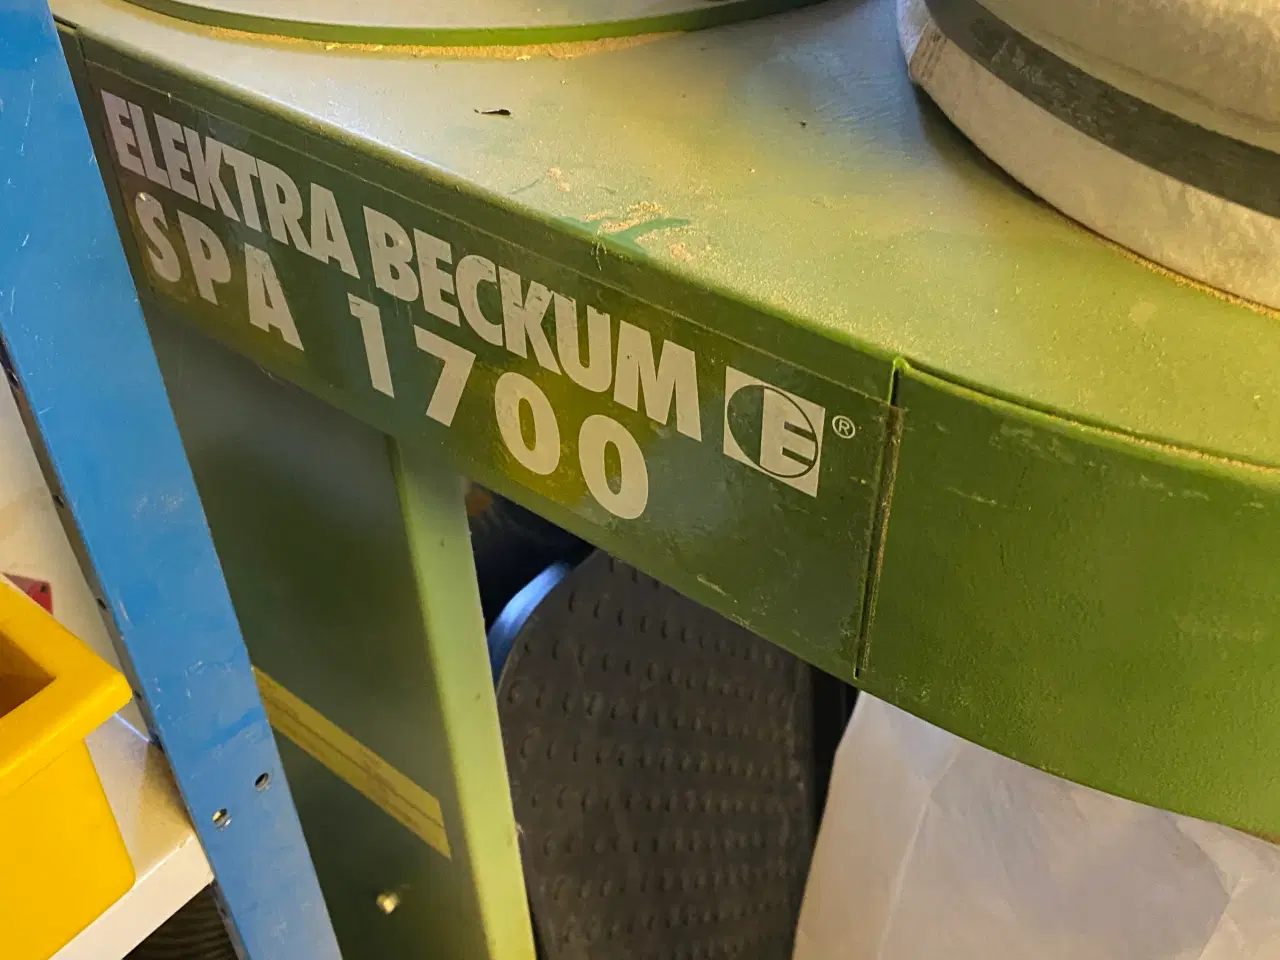 ELEKTRA BECKUM E ®
SPA 1700